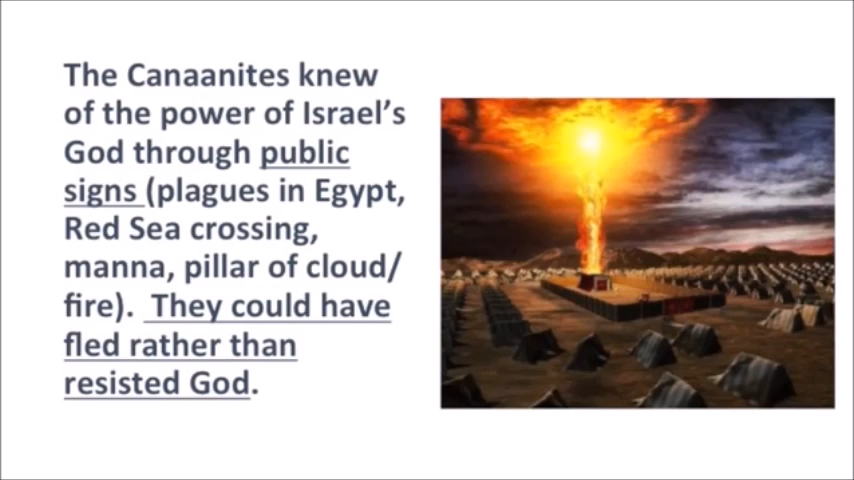 The Canaanites knew
of the power of Israel’s
God through public
signs (plagues in Egypt,
Red Sea crossing,
manna, pillar of cloud/
fire).  They could have
fled rather than
resisted God.